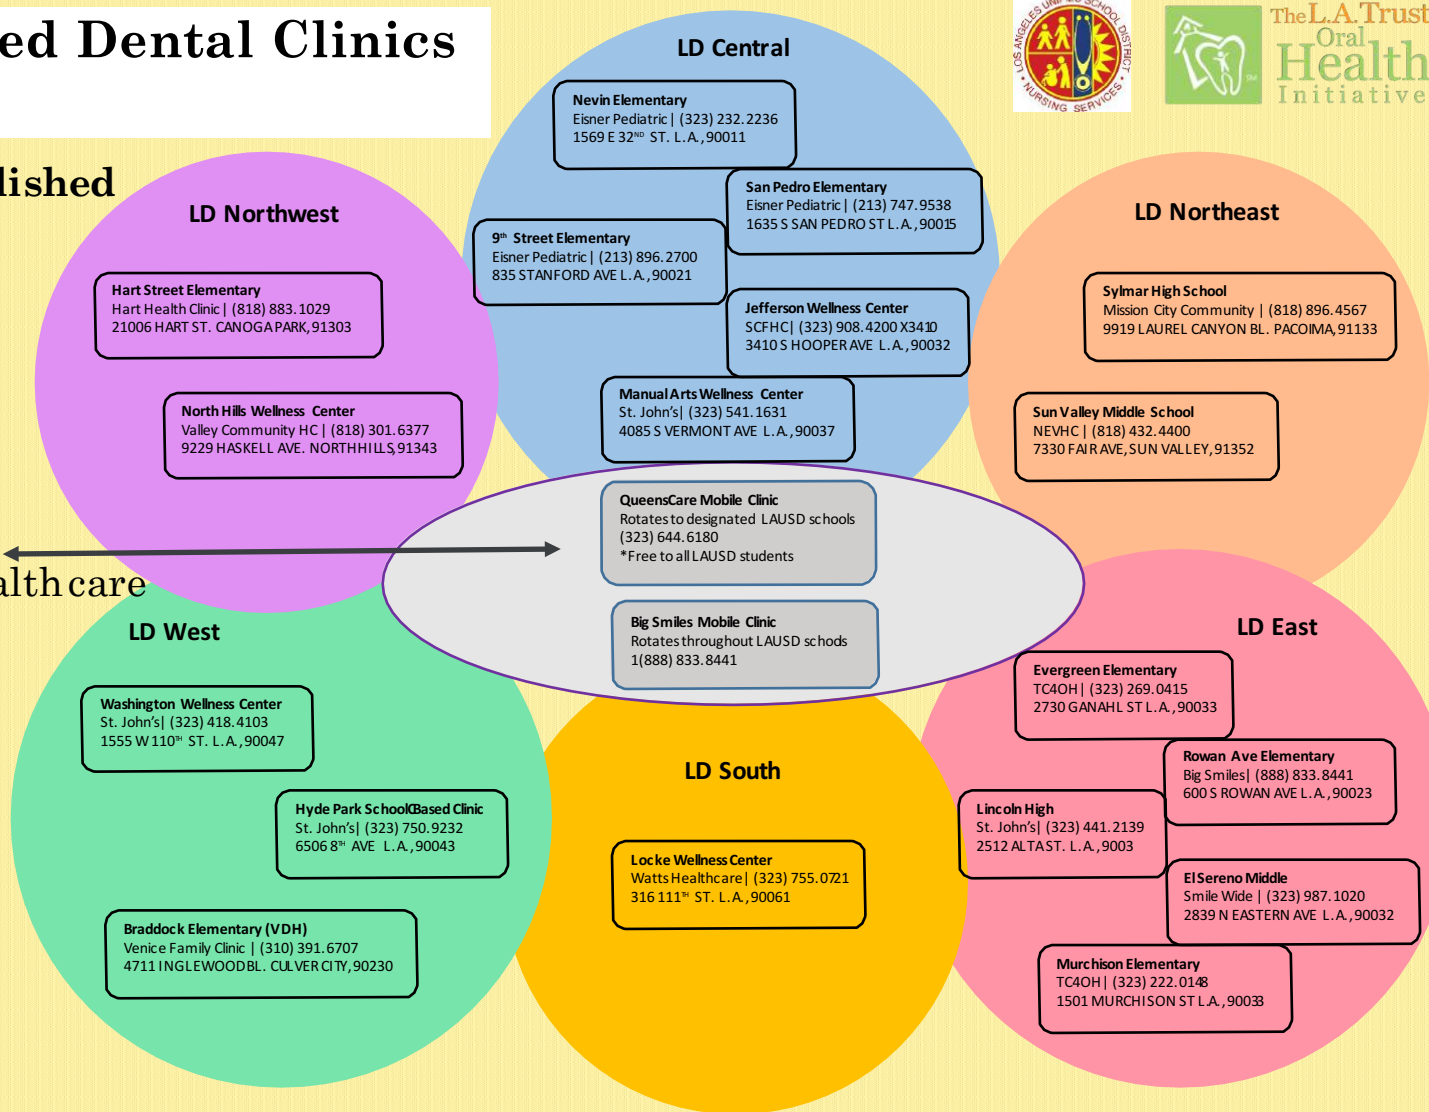 ed Dental Clinics
lished
althcare
LOS ANGELES UNIFIED SCHOOL DISTRICT
NURSING SERVICES
The L.A. Trust
Oral
Health
Initiative
SM
LD Central
Nevin Elementary
Eisner Pediatric| (323) 232.2236
1569 E 32ND ST. L.A., 90011
San Pedro Elementary
Eisner Pediatric| (213) 747.9538
1635 S SAN PEDRO ST L.A., 90015
9th Street Elementary
Eisner Pediatric| (213) 896.2700
835 STANFORD AVE L.A., 90021
Jefferson Wellness Center
SCFHC| (323) 908.4200 X3410
3410 S HOOPER AVE L.A., 90032
Manual Arts Wellness Center
St. John's| (323) 541.1631
4085 S VERMONT AVE L.A., 90037
LD Northwest
Hart Street Elementary
Hart Health Clinic| (818) 883.1029
21006 HART ST. CANOGA PARK, 91303
North Hills Wellness Center
Valley Community HC | (818) 301.6377
9229 HASKELL AVE. NORTH HILLS, 91343
LD Northeast
Sylmar High School
Mission City Community | (818) 896.4567
9919 LAUREL CANYON BL. PACOIMA, 91133
Sun Valley Middle School
NEVHC | (818) 432.4400
7330 FAIR AVE, SUN VALLEY, 91352
QueensCare Mobile Clinic
Rotates to designated LAUSD schools
(323) 644.6180
*Free to all LAUSD students
Big Smiles Mobile Clinic
Rotates throughout LAUSD schools
1(888) 833.8441
LD West
Washington Wellness Center
St. John's| (323) 418.4103
1555 W 110TH ST. L.A., 90047
Hyde Park School-Based Clinic
St. John's| (323) 750.9232
6506 8TH AVE L.A., 90043
Braddock Elementary (VDH)
Venice Family Clinic | (310) 391.6707
4711 INGLEWOOD BL. CULVER CITY, 90230
LD South
Locke Wellness Center
Watts Healthcare| (323) 755.0721
316 111TH ST. L.A., 90061
LD East
Evergreen Elementary
TC4OH| (323) 269.0415
2730 GANAHL ST L.A., 90033
Rowan Ave Elementary
Big Smiles| (888) 833.8441
600 S ROWAN AVE L.A., 90023
Lincoln High
St. John's| (323) 441.2139
2512 ALTA ST. L.A., 9003
El Sereno Middle
Smile Wide | (323) 987.1020
2839 N EASTERN AVE L.A., 90032
Murchison Elementary
TC4OH| (323) 222.0148
1501 MURCHISON ST L.A., 90033